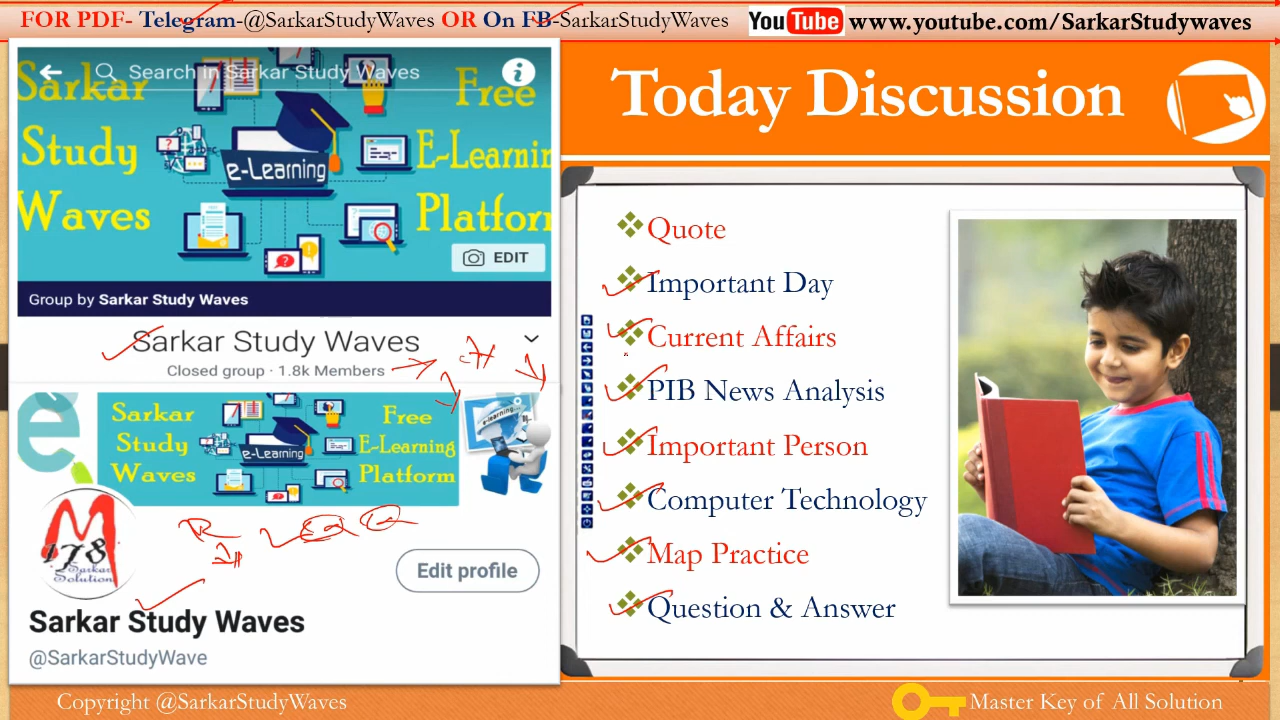 FOR PDF- Telegram-@SarkarStudyWaves OR On FB-SarkarStudyWaves
YouTube www.youtube.com/SarkarStudywaves
Search in Sarkar Study Waves
Sarkar
Study
Waves
e-Learning
Free
E-Learnin
Platfor
EDIT
Group by Sarkar Study Waves
Sarkar Study Waves
Closed group · 1.8k Members
e
Sarkar
Study
Waves
e-Learning
Free
E-Learning
Platform
e-learning...
M
178
Sarkar
Solution
Edit profile
Sarkar Study Waves
@SarkarStudyWave
Today Discussion
Quote
Important Day
Current Affairs
PIB News Analysis
Important Person
Computer Technology
Map Practice
Question & Answer
Copyright @SarkarStudyWaves
Master Key of All Solution